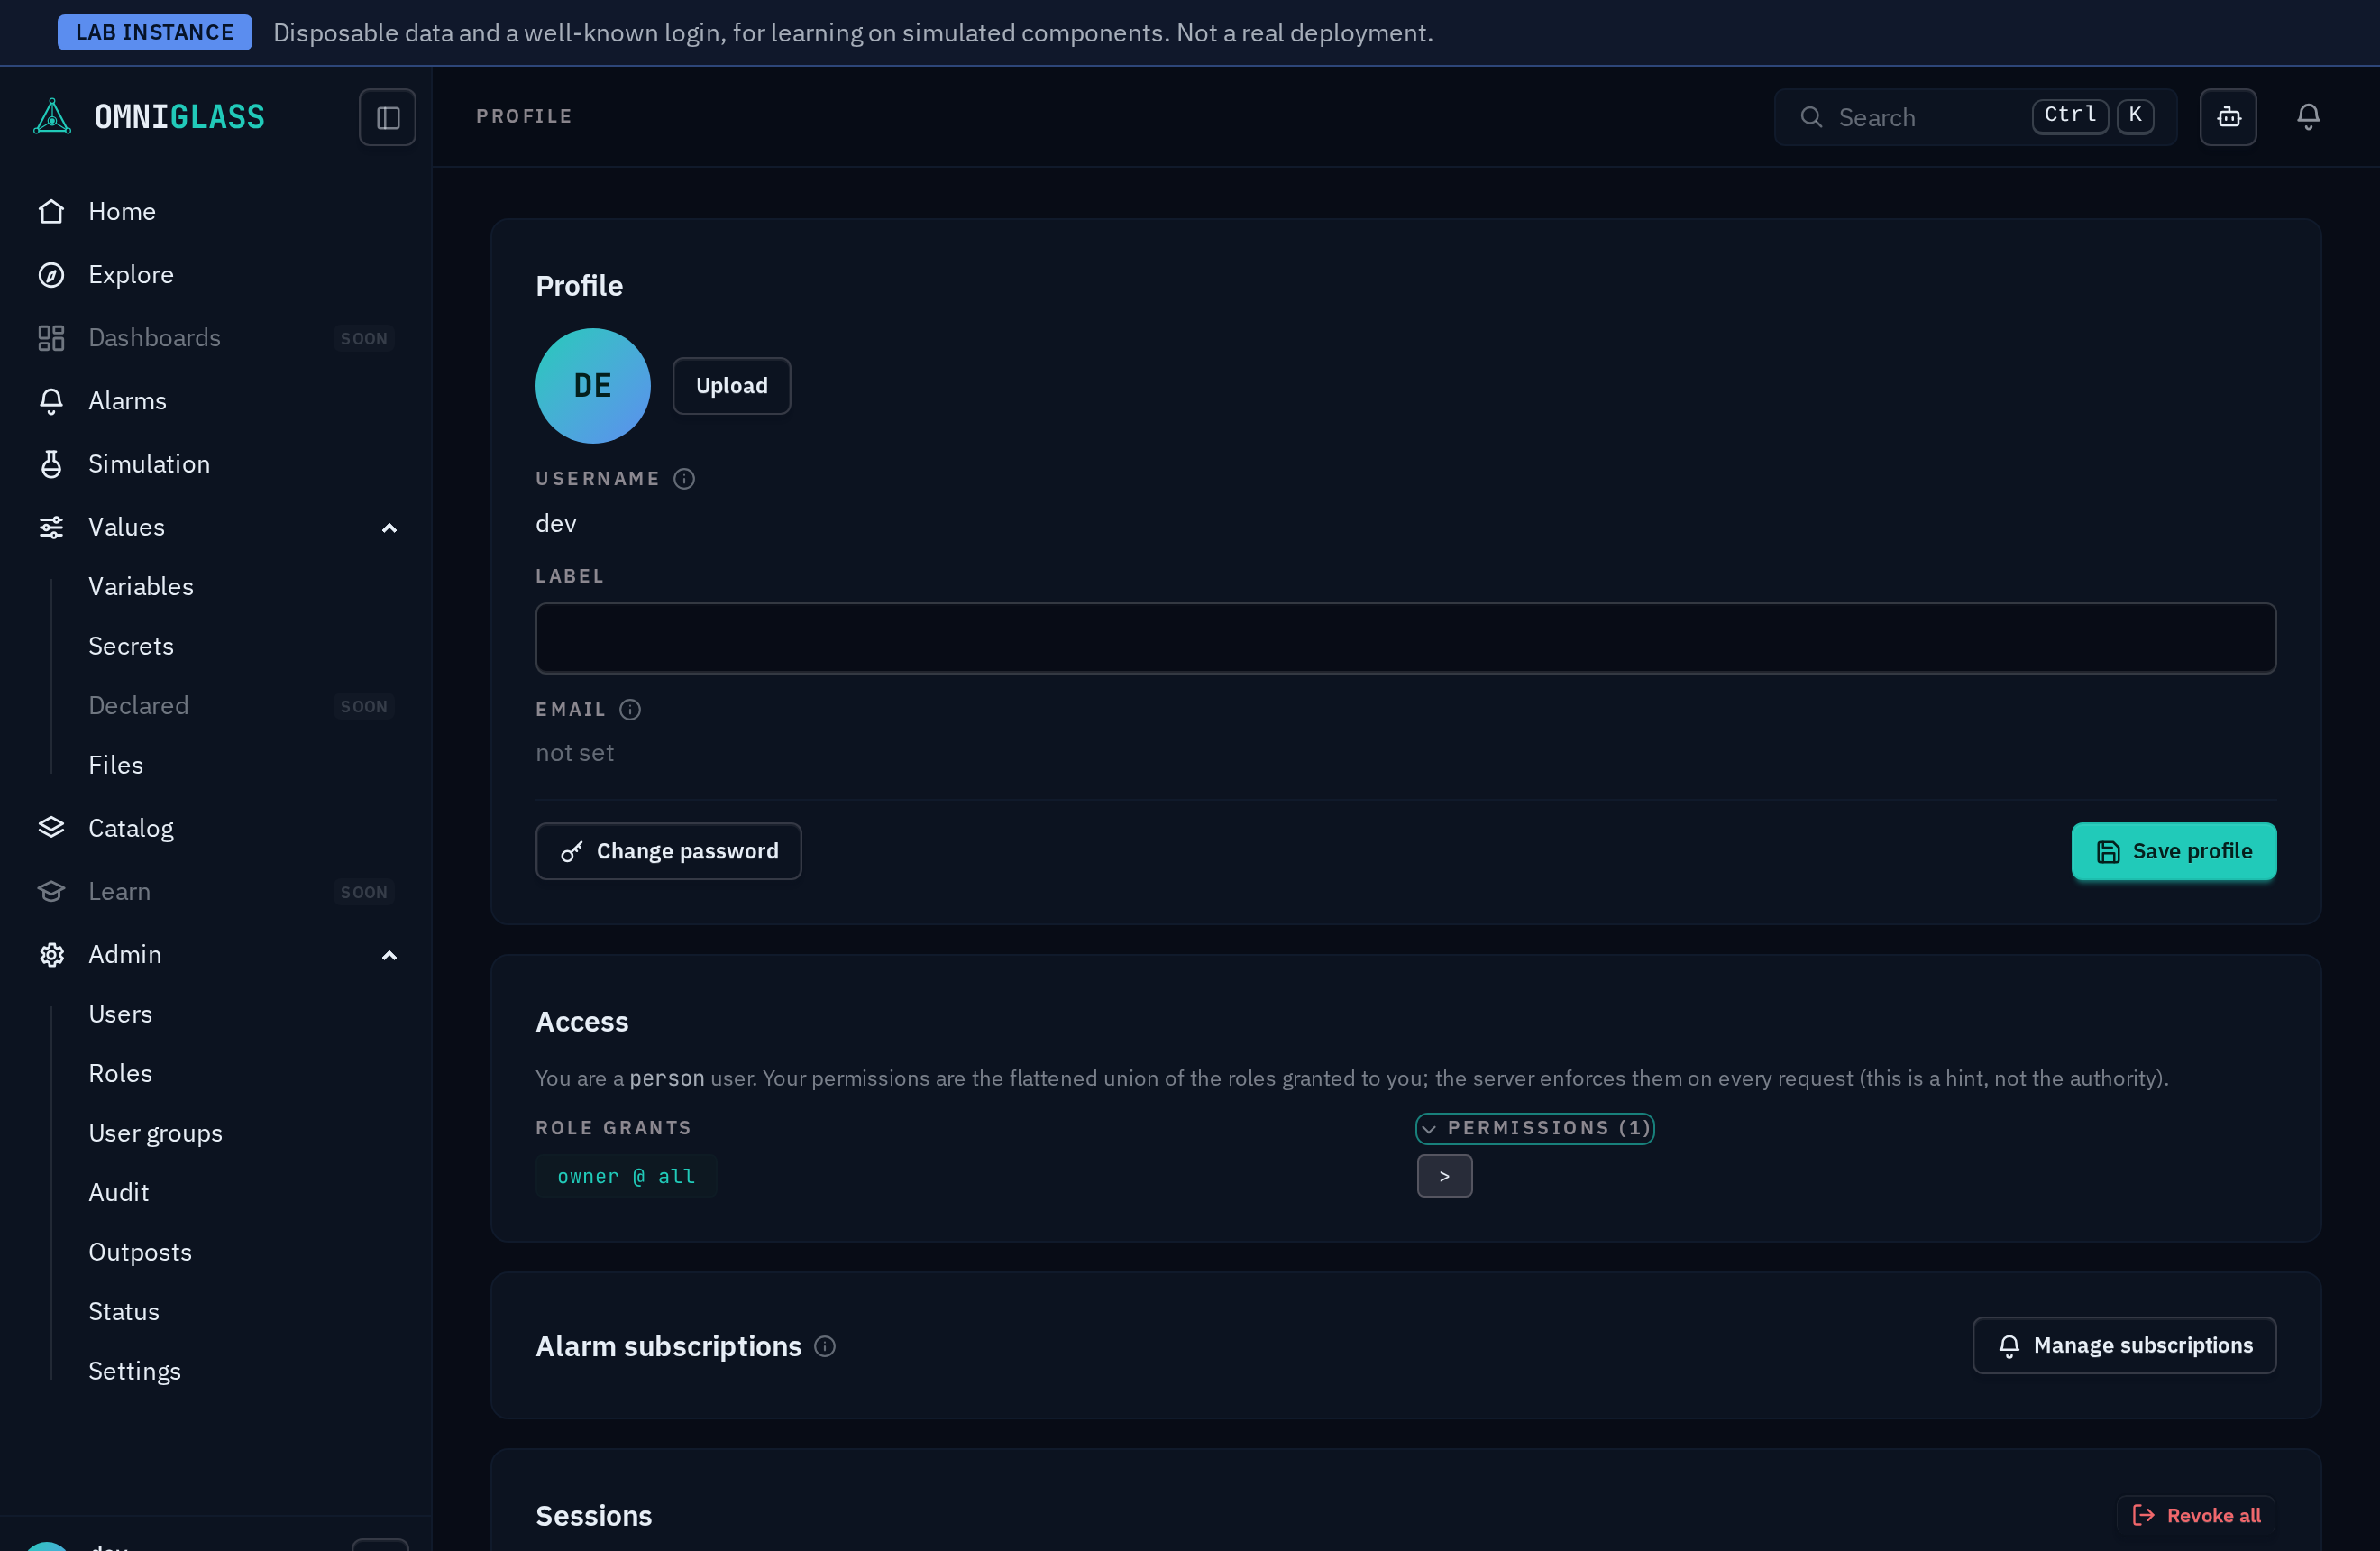 LAB INSTANCE Disposable data and a well-known login, for learning on simulated components. Not a real deployment.
OMNIGLASS
PROFILE
Search Ctrl K
Home
Explore
Dashboards SOON
Alarms
Simulation
Values
Variables
Secrets
Declared SOON
Files
Catalog
Learn SOON
Admin
Users
Roles
User groups
Audit
Outposts
Status
Settings
Profile
DE
Upload
USERNAME
dev
LABEL
EMAIL
not set
Change password
Save profile
Access
You are a person user. Your permissions are the flattened union of the roles granted to you; the server enforces them on every request (this is a hint, not the authority).
ROLE GRANTS
owner @ all
PERMISSIONS (1)
>
Alarm subscriptions
Manage subscriptions
Sessions
Revoke all